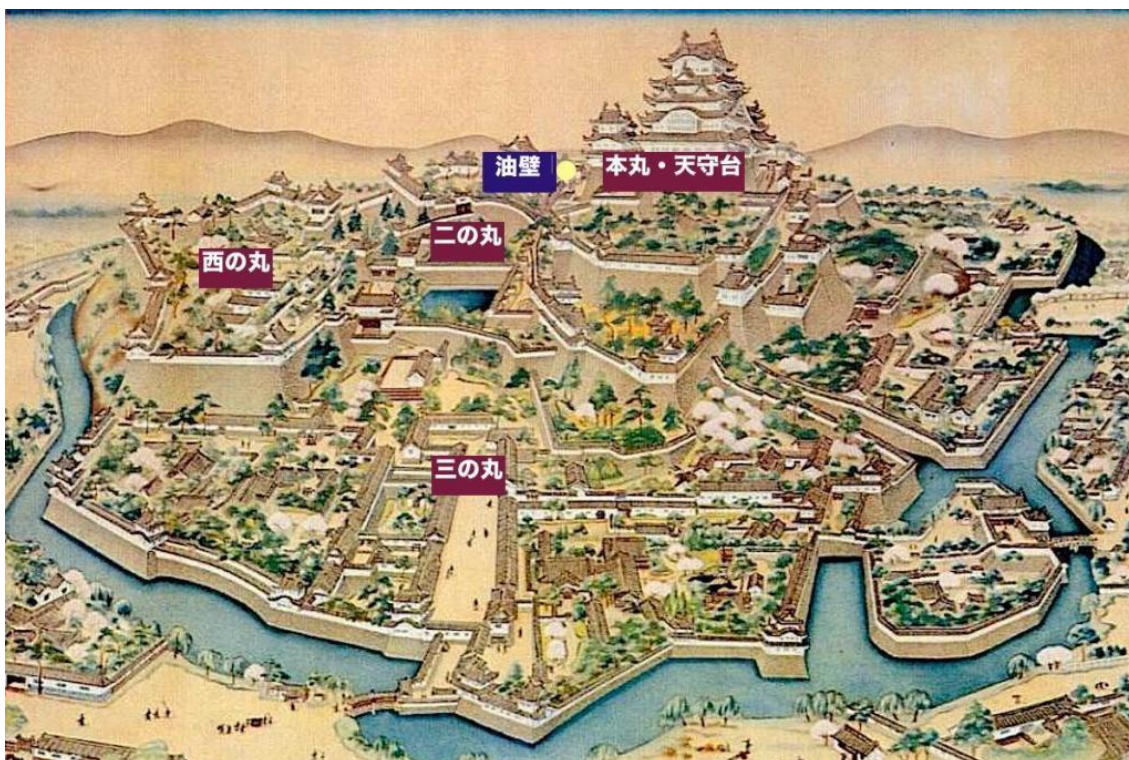 油壁
本丸・天守台
二の丸
西の丸
三の丸